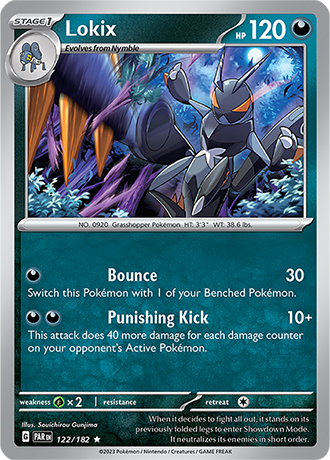 STAGE 1 Lokix HP 120
Evolves from Nymble
NO. 0920 Grasshopper Pokémon HT: 3'3" WT: 38.6 lbs.
Bounce 30
Switch this Pokémon with 1 of your Benched Pokémon.
Punishing Kick 10+
This attack does 40 more damage for each damage counter
on your opponent's Active Pokémon.
weakness ×2 resistance retreat
Illus. Souichirou Gunjima
G PAR EN 122/182
When it decides to fight all out, it stands on its
previously folded legs to enter Showdown Mode.
It neutralizes its enemies in short order.
©2023 Pokémon / Nintendo / Creatures / GAME FREAK